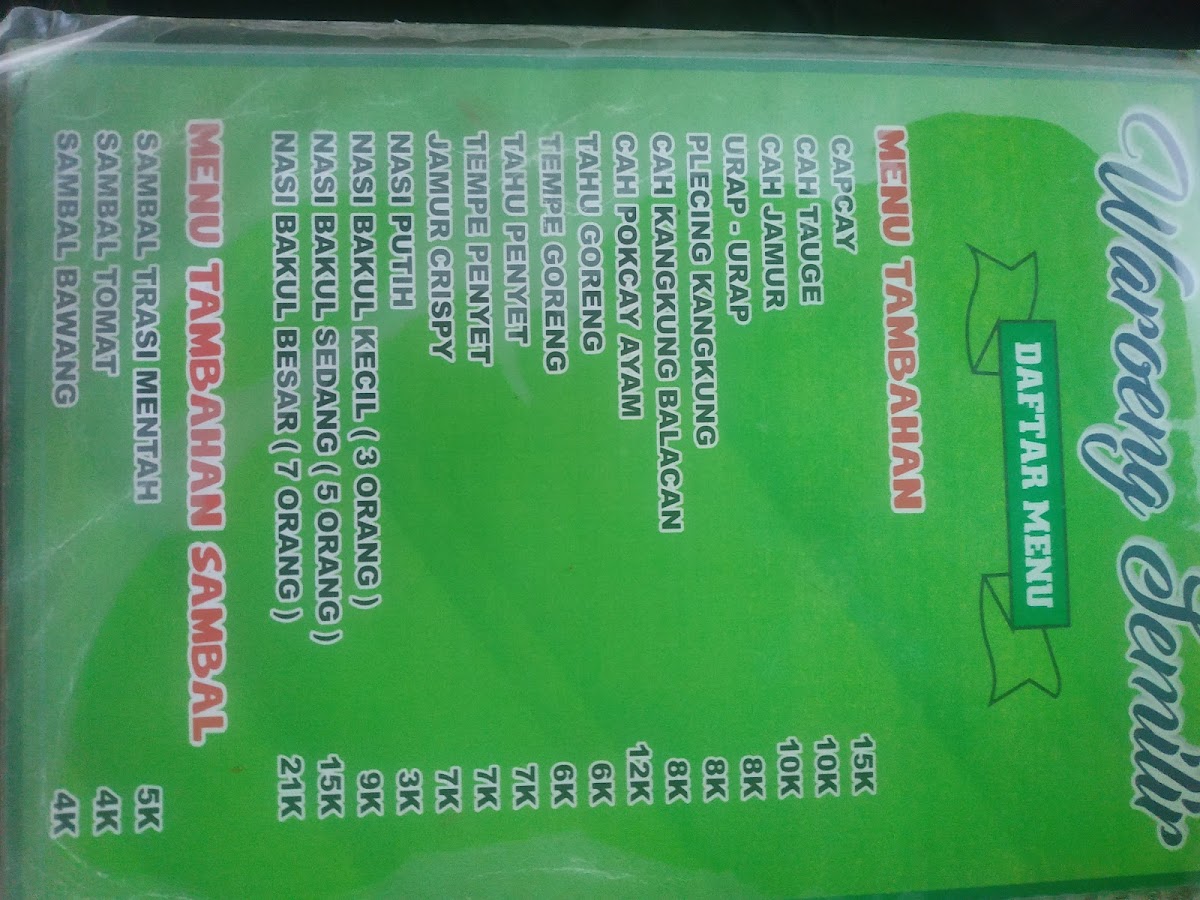 Waroeng Semilir
DAFTAR MENU
MENU TAMBAHAN
CAPCAY 15K
CAH TAUGE 10K
CAH JAMUR 10K
URAP - URAP 8K
PLECING KANGKUNG 8K
CAH KANGKUNG BALACAN 8K
CAH POKCAY AYAM 12K
TAHU GORENG 6K
TEMPE GORENG 6K
TAHU PENYET 7K
TEMPE PENYET 7K
JAMUR CRISPY 7K
NASI PUTIH 3K
NASI BAKUL KECIL ( 3 ORANG ) 9K
NASI BAKUL SEDANG ( 5 ORANG ) 15K
NASI BAKUL BESAR ( 7 ORANG ) 21K
MENU TAMBAHAN SAMBAL
SAMBAL TRASI MENTAH 5K
SAMBAL TOMAT 4K
SAMBAL BAWANG 4K